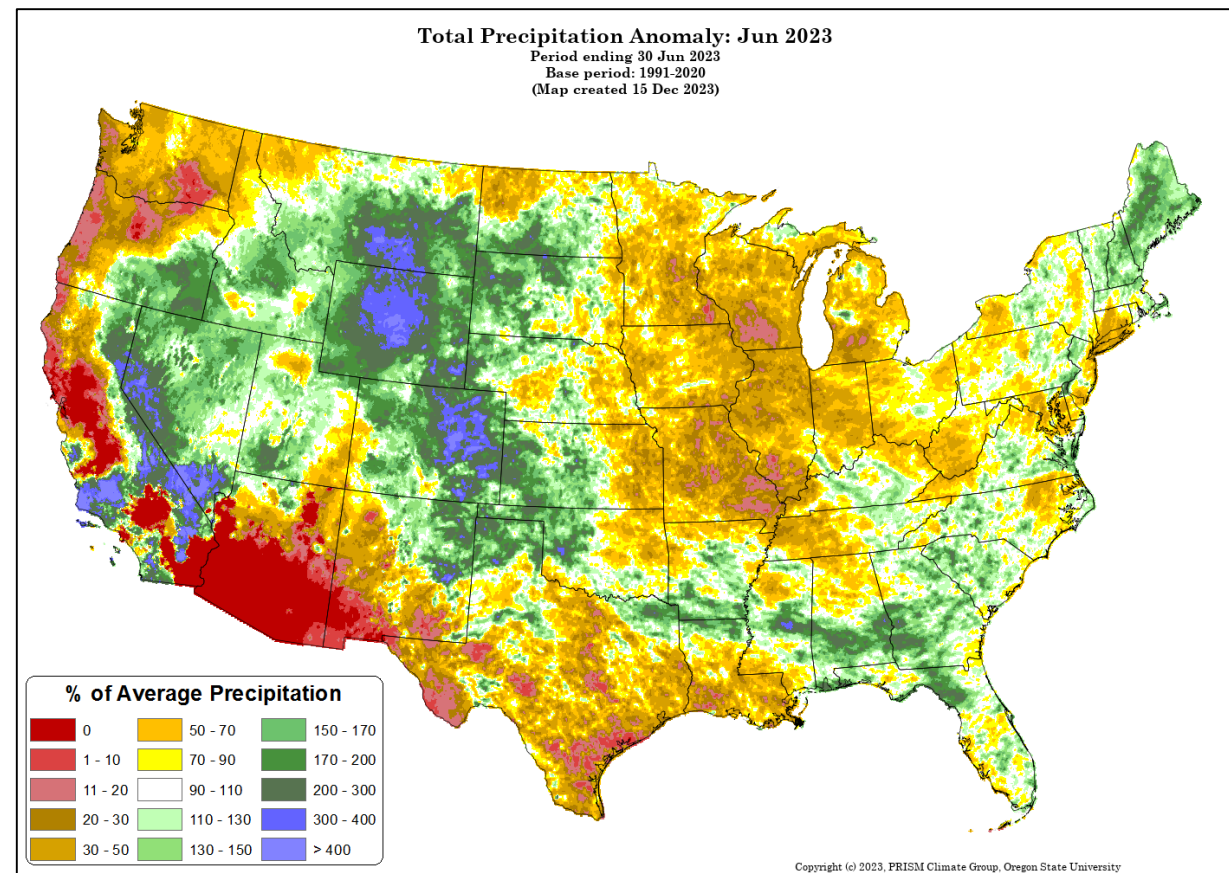 Total Precipitation Anomaly: Jun 2023
Period ending 30 Jun 2023
Base period: 1991-2020
(Map created 15 Dec 2023)
% of Average Precipitation
0
50 - 70
150 - 170
1 - 10
70 - 90
170 - 200
11 - 20
90 - 110
200 - 300
20 - 30
110 - 130
300 - 400
30 - 50
130 - 150
> 400
Copyright (c) 2023, PRISM Climate Group, Oregon State University